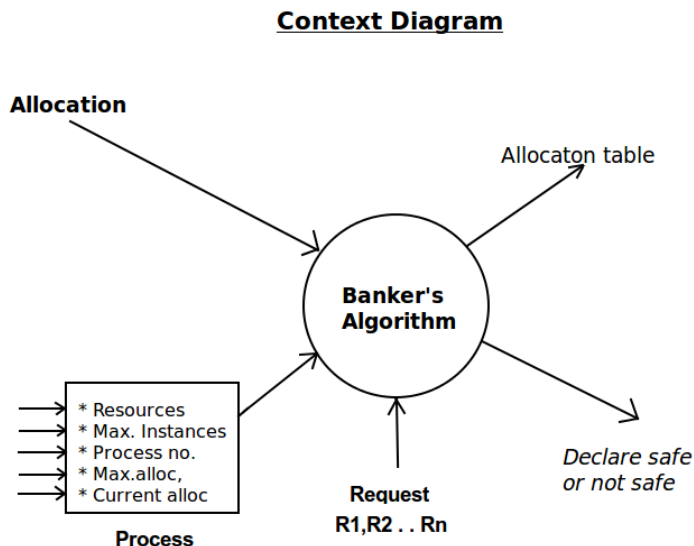 Context Diagram
Allocation
Allocaton table
Banker's
Algorithm
* Resources
* Max. Instances
* Process no.
* Max.alloc,
* Current alloc
Process
Request
R1,R2 . . Rn
Declare safe
or not safe